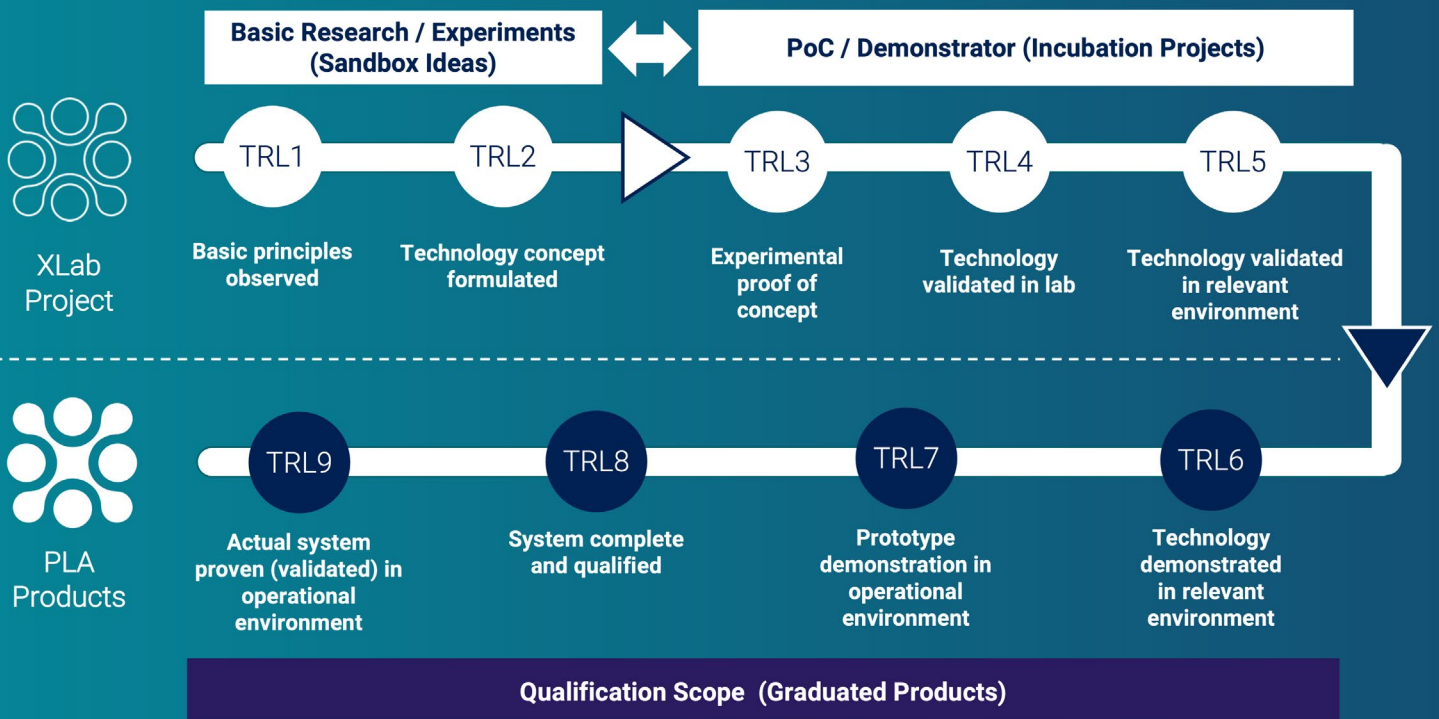 Basic Research / Experiments
(Sandbox Ideas)
PoC / Demonstrator (Incubation Projects)
TRL1
TRL2
TRL3
TRL4
TRL5
XLab
Project
Basic principles
observed
Technology concept
formulated
Experimental
proof of
concept
Technology
validated in lab
Technology validated
in relevant
environment
TRL9
TRL8
TRL7
TRL6
PLA
Products
Actual system
proven (validated) in
operational
environment
System complete
and qualified
Prototype
demonstration in
operational
environment
Technology
demonstrated
in relevant
environment
Qualification Scope  (Graduated Products)